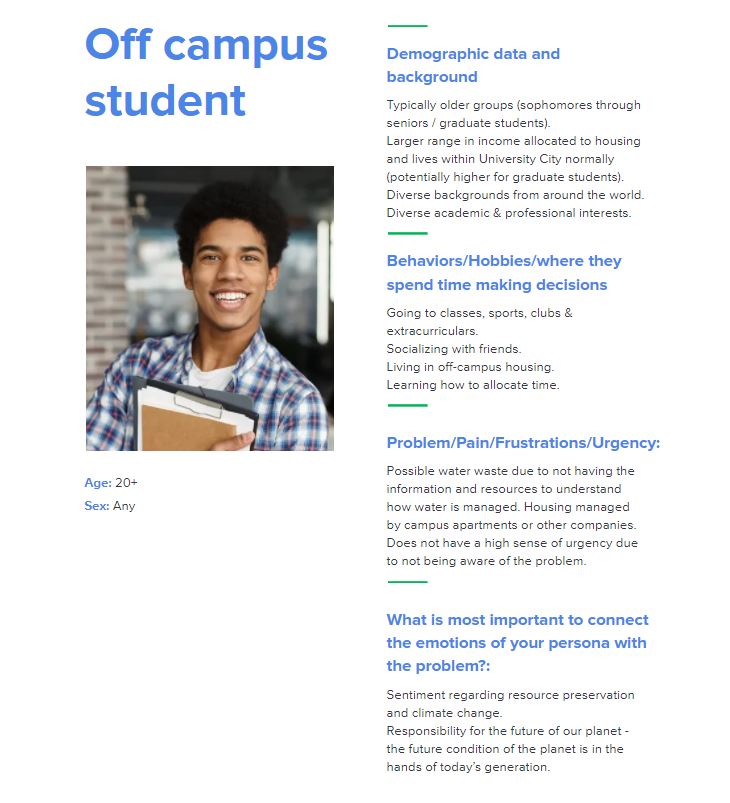 Off campus
student
Age: 20+
Sex: Any
Demographic data and
background
Typically older groups (sophomores through
seniors / graduate students).
Larger range in income allocated to housing
and lives within University City normally
(potentially higher for graduate students).
Diverse backgrounds from around the world.
Diverse academic & professional interests.
Behaviors/Hobbies/where they
spend time making decisions
Going to classes, sports, clubs &
extracurriculars.
Socializing with friends.
Living in off-campus housing.
Learning how to allocate time.
Problem/Pain/Frustrations/Urgency:
Possible water waste due to not having the
information and resources to understand
how water is managed. Housing managed
by campus apartments or other companies.
Does not have a high sense of urgency due
to not being aware of the problem.
What is most important to connect
the emotions of your persona with
the problem?:
Sentiment regarding resource preservation
and climate change.
Responsibility for the future of our planet -
the future condition of the planet is in the
hands of today's generation.